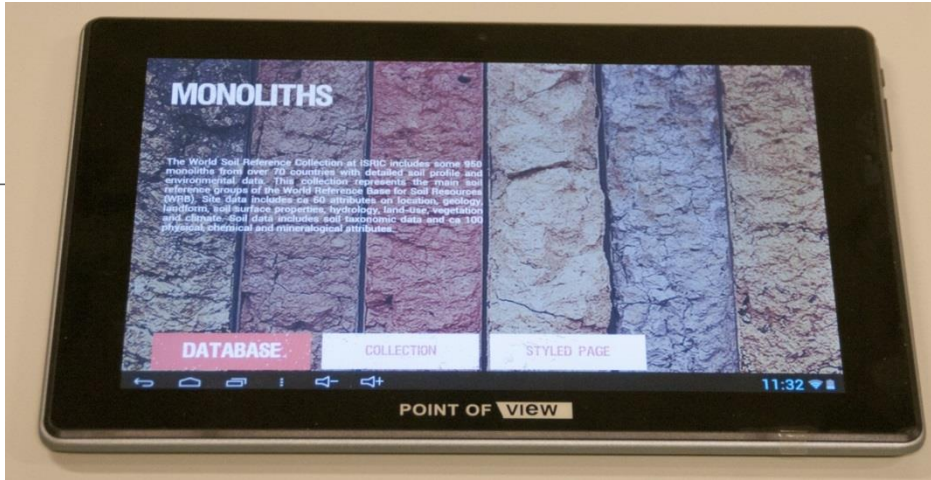 MONOLITHS
The World Soil Reference Collection at ISRIC includes some 950
monoliths from over 70 countries with detailed soil profile and
environmental data. This collection represents the main soil
reference groups of the World Reference Base for Soil Resources
(WRB). Site data includes ca 60 attributes on location, geology,
landform, soil surface properties, hydrology, land-use, vegetation
and climate. Soil data includes soil taxonomic data and ca 100
physical, chemical and mineralogical attributes.
DATABASE COLLECTION STYLED PAGE
11:32
POINT OF VIEW